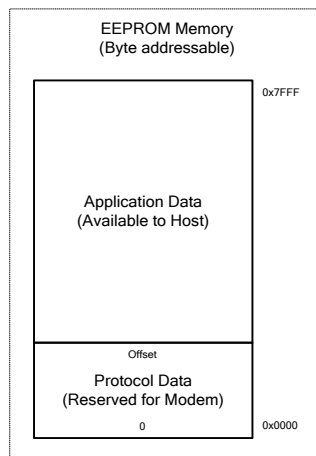 EEPROM Memory
(Byte addressable)
0x7FFF
Application Data
(Available to Host)
Offset
Protocol Data
(Reserved for Modem)
0
0x0000